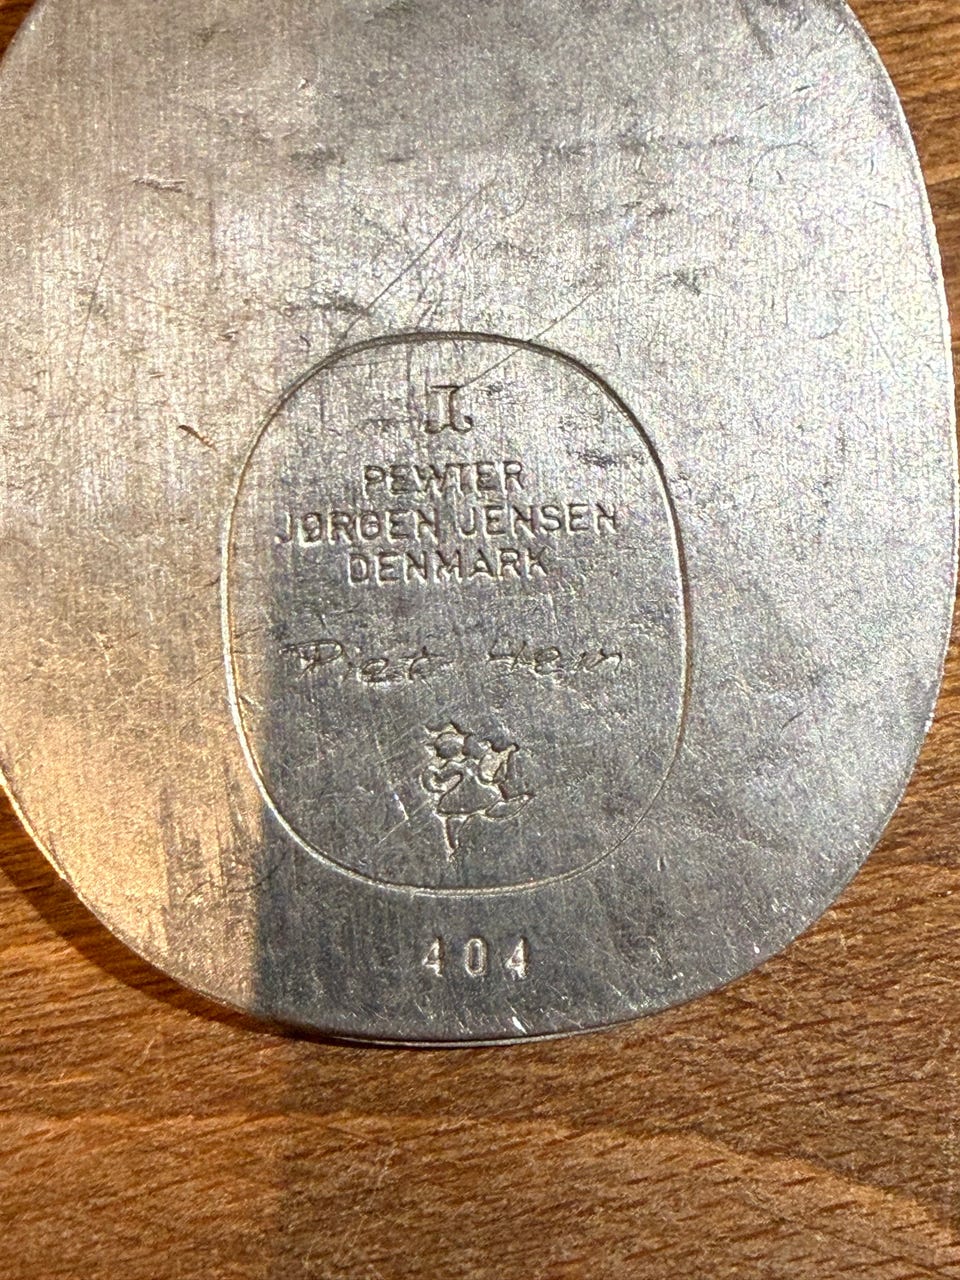 PEWTER
JØRGEN JENSEN
DENMARK
Piet Hein
404